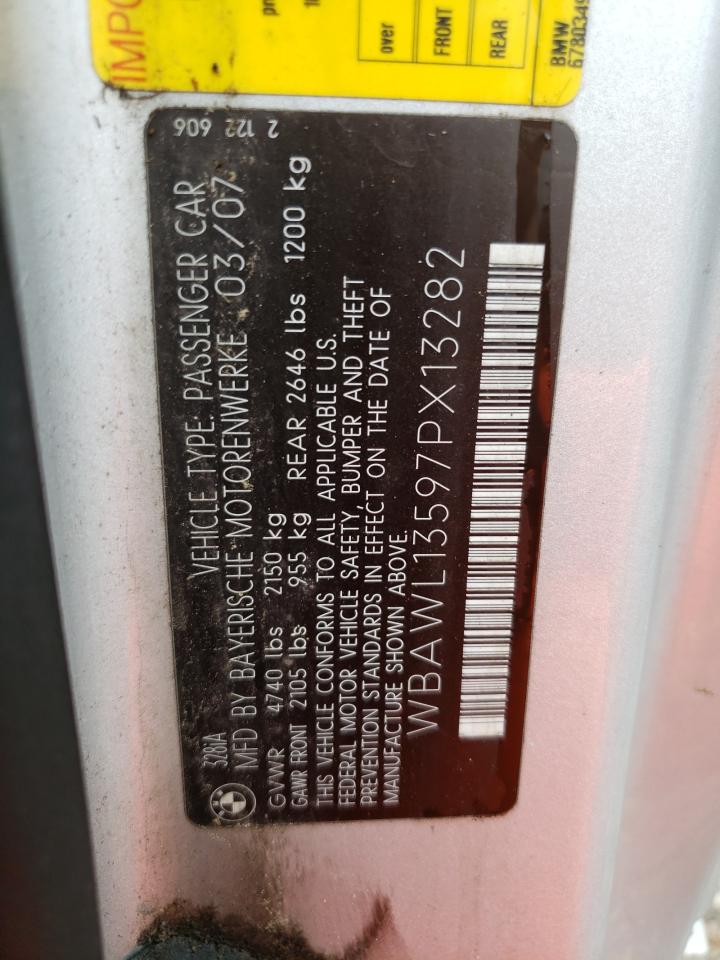 IMPO
over
FRONT
REAR
BMW
6780349
328iA VEHICLE TYPE: PASSENGER CAR
MFD BY BAYERISCHE MOTORENWERKE 03/07
GVWR 4740 lbs 2150 kg
GAWR FRONT 2105 lbs 955 kg REAR 2646 lbs 1200 kg
THIS VEHICLE CONFORMS TO ALL APPLICABLE U.S.
FEDERAL MOTOR VEHICLE SAFETY, BUMPER AND THEFT
PREVENTION STANDARDS IN EFFECT ON THE DATE OF
MANUFACTURE SHOWN ABOVE.
WBAWL13597PX13282
2 122 606